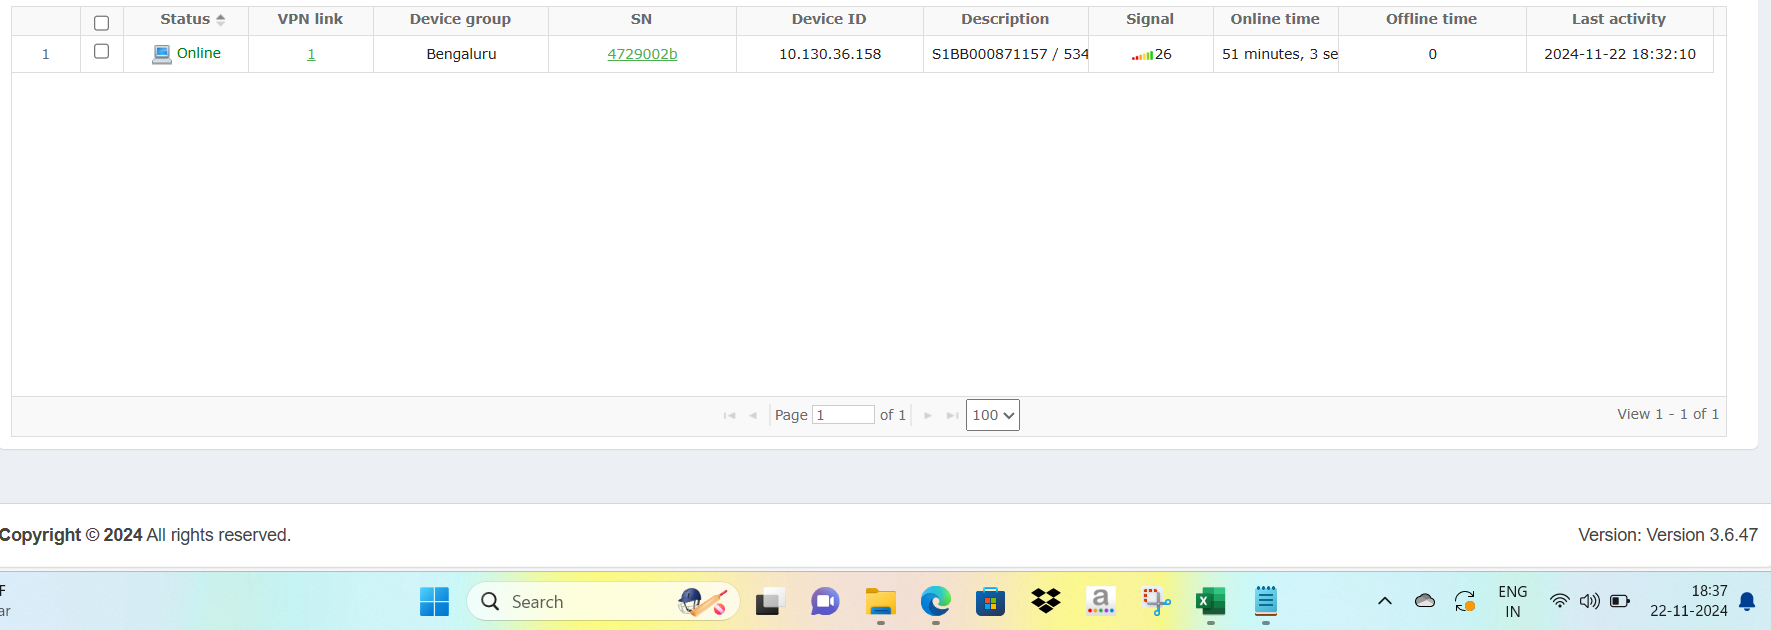 Status VPN link Device group SN Device ID Description Signal Online time Offline time Last activity
1 Online 1 Bengaluru 4729002b 10.130.36.158 S1BB000871157 / 534 26 51 minutes, 3 se 0 2024-11-22 18:32:10
Page 1 of 1 100 View 1 - 1 of 1
Copyright © 2024 All rights reserved. Version: Version 3.6.47
F
ar
Search
a
X
ENG
IN
18:37
22-11-2024